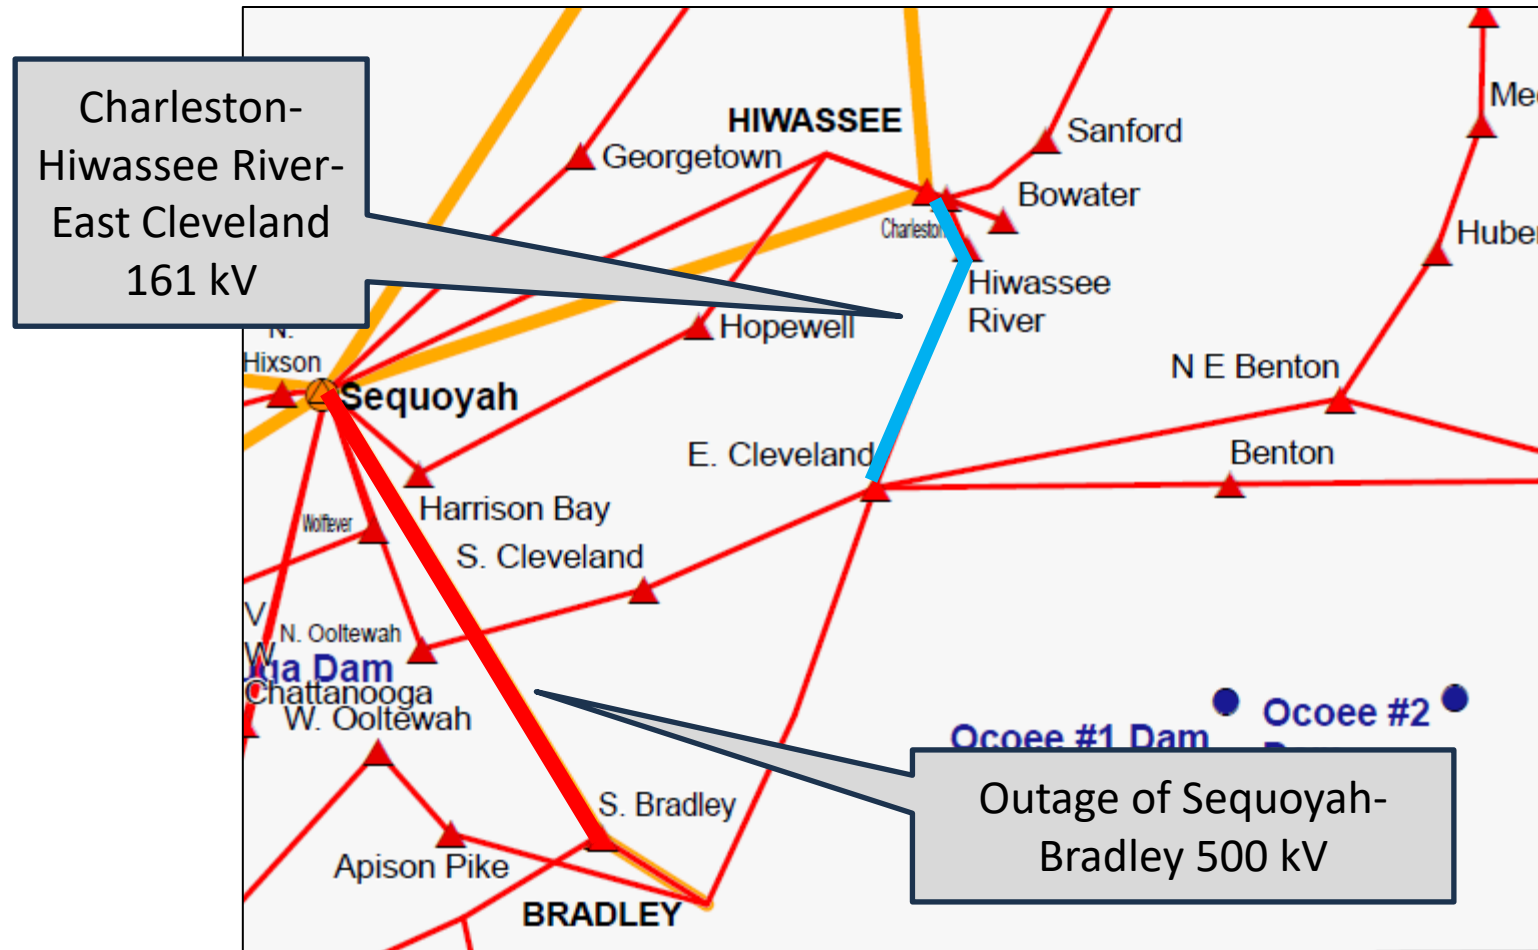 Charleston-
Hiwassee River-
East Cleveland
161 kV
HIWASSEE
Georgetown
Sanford
Bowater
Charleston
Hiwassee
River
Hopewell
N.
Hixson
Sequoyah
N E Benton
Benton
E. Cleveland
Harrison Bay
Wolftever
S. Cleveland
V
W
N. Ooltewah
ga Dam
Chattanooga
W. Ooltewah
Ocoee #1 Dam
Ocoee #2
S. Bradley
Apison Pike
BRADLEY
Outage of Sequoyah-
Bradley 500 kV